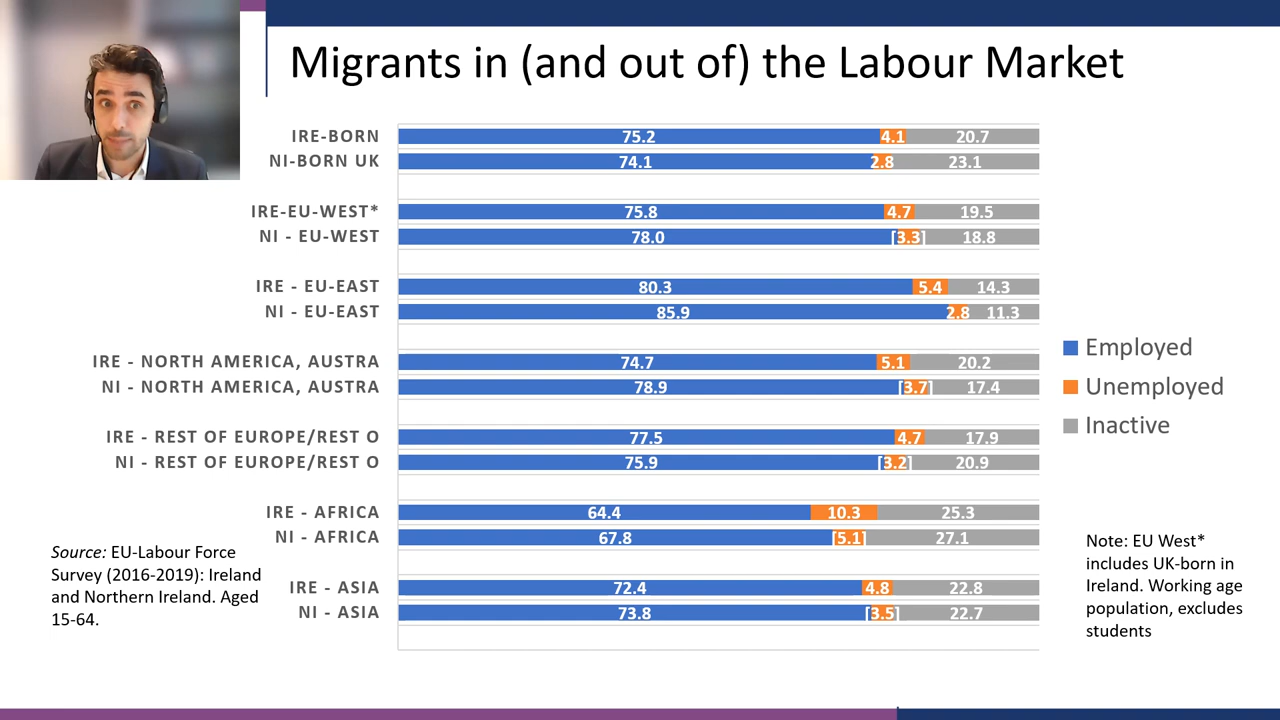 Migrants in (and out of) the Labour Market
IRE-BORN 75.2 4.1 20.7
NI-BORN UK 74.1 2.8 23.1
IRE-EU-WEST* 75.8 4.7 19.5
NI - EU-WEST 78.0 [3.3] 18.8
IRE - EU-EAST 80.3 5.4 14.3
NI - EU-EAST 85.9 2.8 11.3
IRE - NORTH AMERICA, AUSTRA 74.7 5.1 20.2
NI - NORTH AMERICA, AUSTRA 78.9 [3.7] 17.4
IRE - REST OF EUROPE/REST O 77.5 4.7 17.9
NI - REST OF EUROPE/REST O 75.9 [3.2] 20.9
IRE - AFRICA 64.4 10.3 25.3
NI - AFRICA 67.8 [5.1] 27.1
IRE - ASIA 72.4 4.8 22.8
NI - ASIA 73.8 [3.5] 22.7
Employed
Unemployed
Inactive
Source: EU-Labour Force
Survey (2016-2019): Ireland
and Northern Ireland. Aged
15-64.
Note: EU West*
includes UK-born in
Ireland. Working age
population, excludes
students